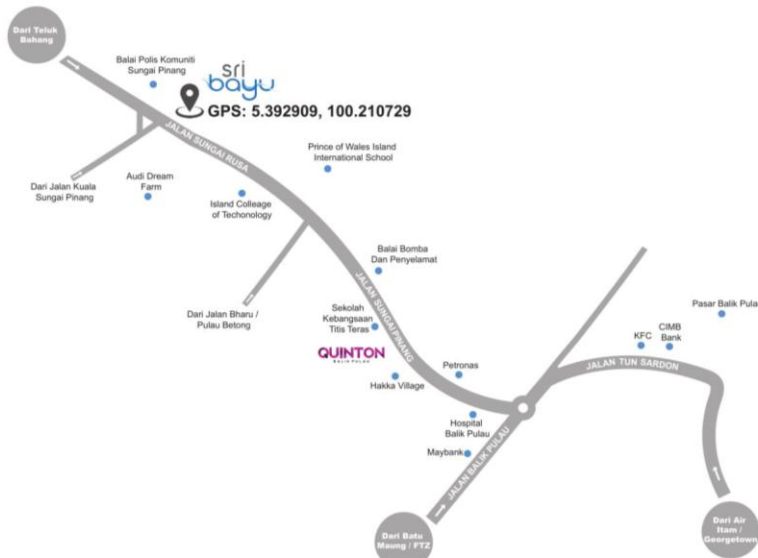 Dari Teluk
Bahang
Balai Polis Komuniti
Sungai Pinang
sri
bayu
GPS: 5.392909, 100.210729
JALAN SUNGAI RUSA
Prince of Wales Island
International School
Dari Jalan Kuala
Sungai Pinang
Audi Dream
Farm
Island Colleage
of Techonology
Balai Bomba
Dan Penyelamat
Dari Jalan Bharu /
Pulau Betong
JALAN SUNGAI PINANG
Sekolah
Kebangsaan
Titis Teras
QUINTON
BALIK PULAU
Hakka Village
Petronas
Hospital
Balik Pulau
Maybank
JALAN BALIK PULAU
KFC
CIMB
Bank
Pasar Balik Pulau
JALAN TUN SARDON
Dari Batu
Maung / FTZ
Dari Air
Itam /
Georgetown